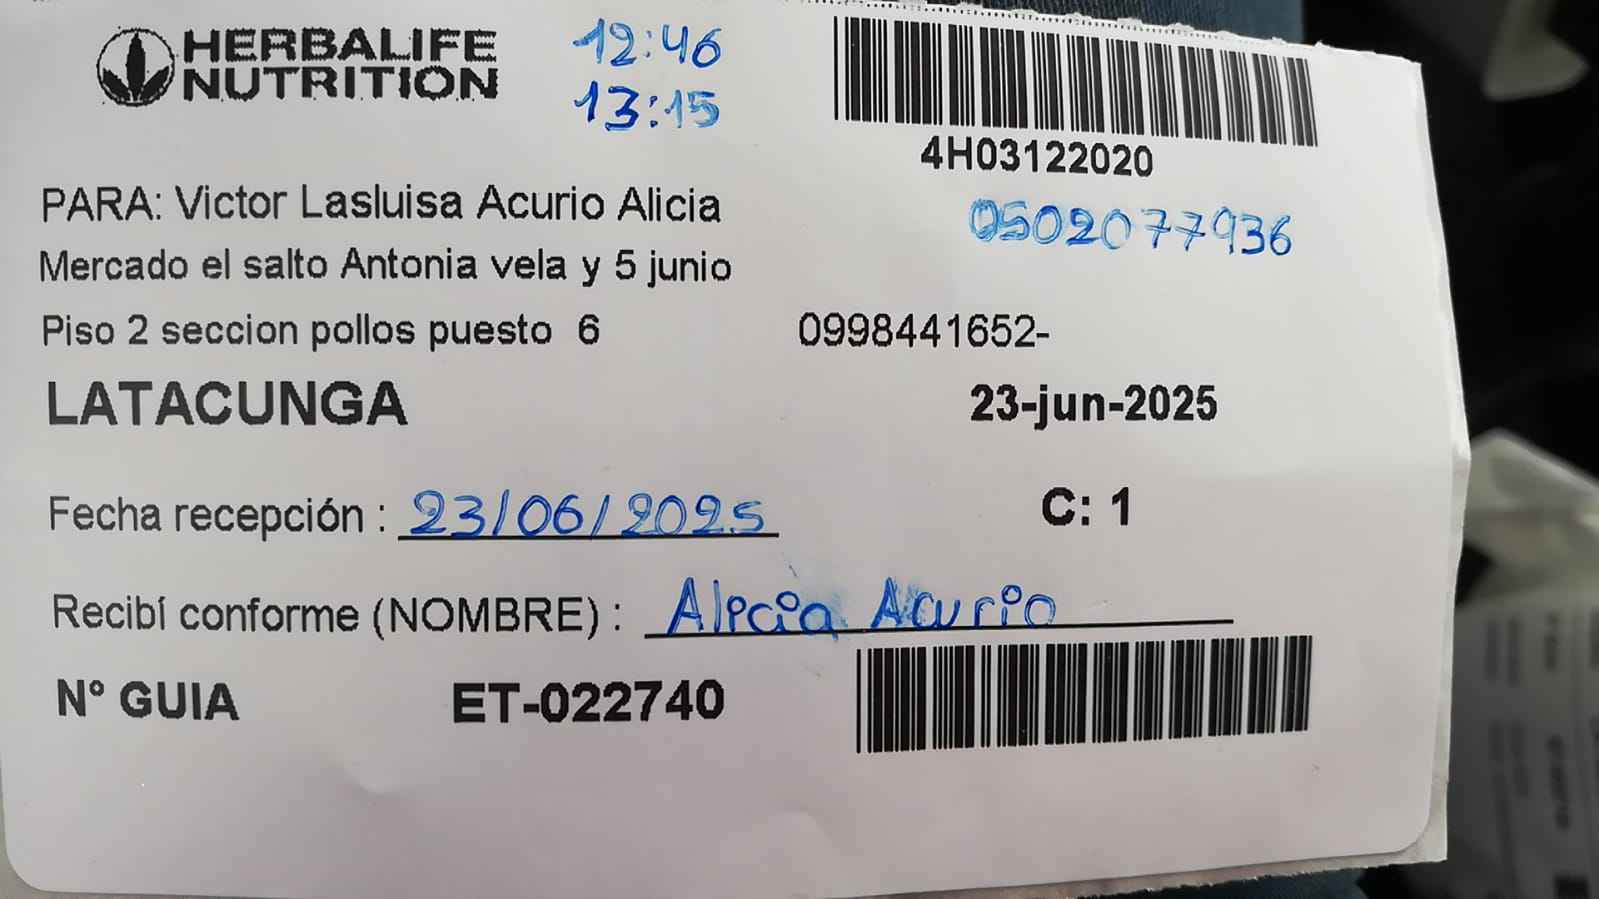 HERBALIFE
NUTRITION
12:46
13:15
4H03122020
PARA: Victor Lasluisa Acurio Alicia
0502077936
Mercado el salto Antonia vela y 5 junio
Piso 2 seccion pollos puesto 6
0998441652-
LATACUNGA
23-jun-2025
Fecha recepción : 23/06/2025
C: 1
Recibí conforme (NOMBRE) : Alicia Acurio
N° GUIA ET-022740